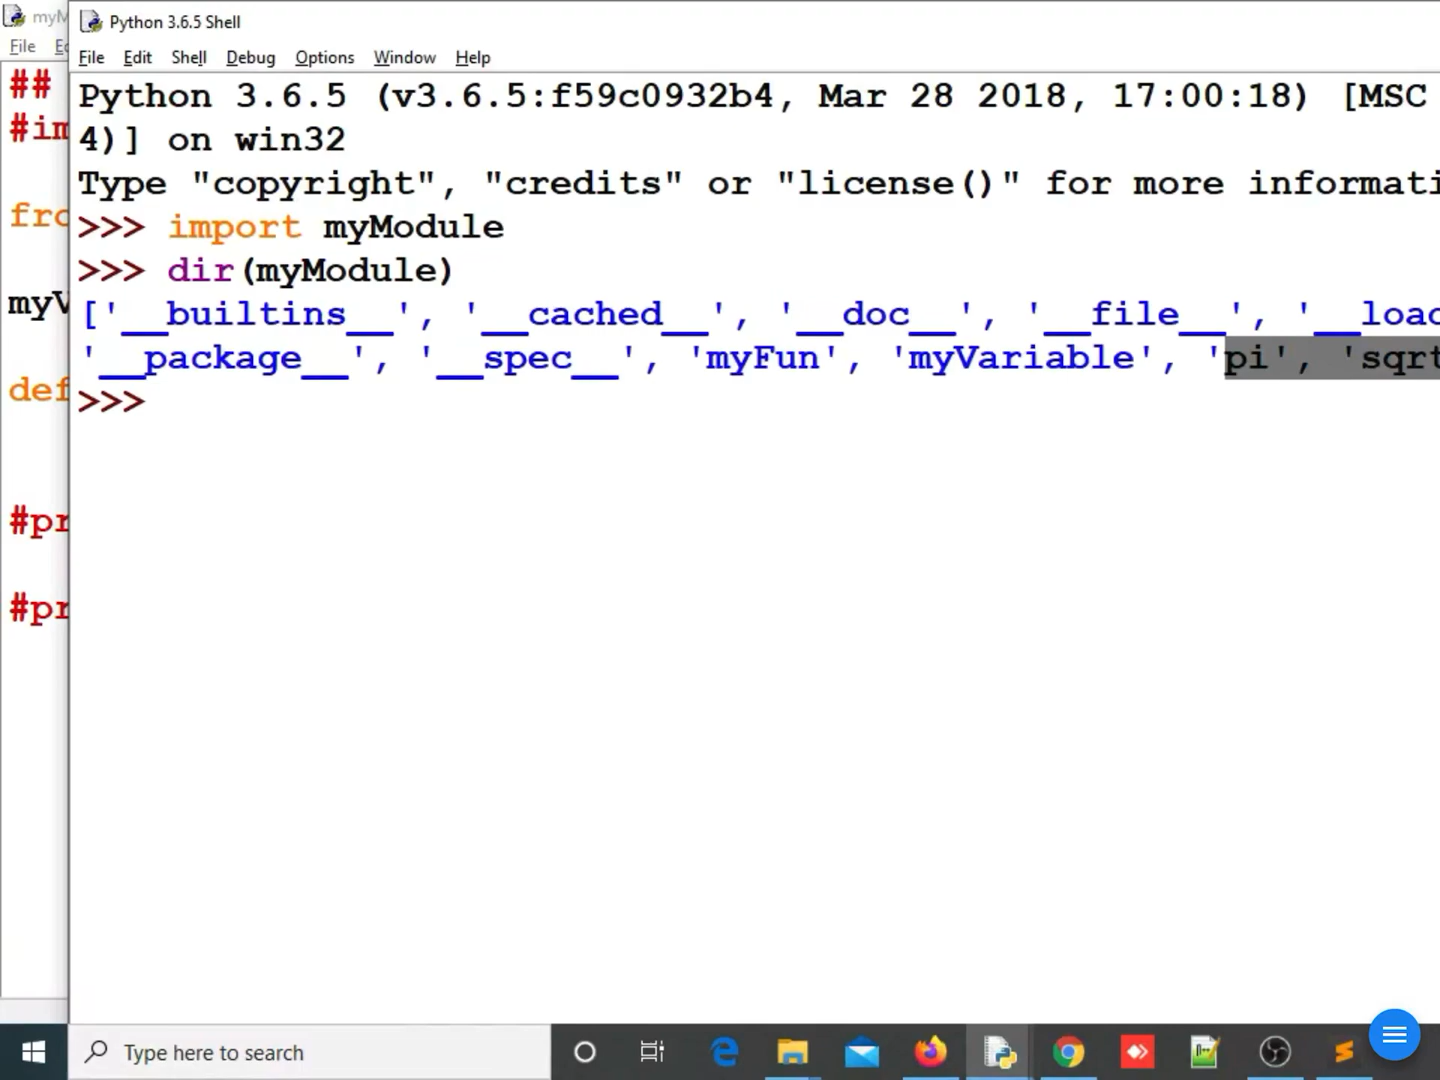 myM
Python 3.6.5 Shell
File Ed
File Edit Shell Debug Options Window Help
##
#im
fro
myV
def
#pr
#pr
Python 3.6.5 (v3.6.5:f59c0932b4, Mar 28 2018, 17:00:18) [MSC
4)] on win32
Type "copyright", "credits" or "license()" for more informati
>>> import myModule
>>> dir(myModule)
['__builtins__', '__cached__', '__doc__', '__file__', '__load
'__package__', '__spec__', 'myFun', 'myVariable', 'pi', 'sqrt
>>>
Type here to search